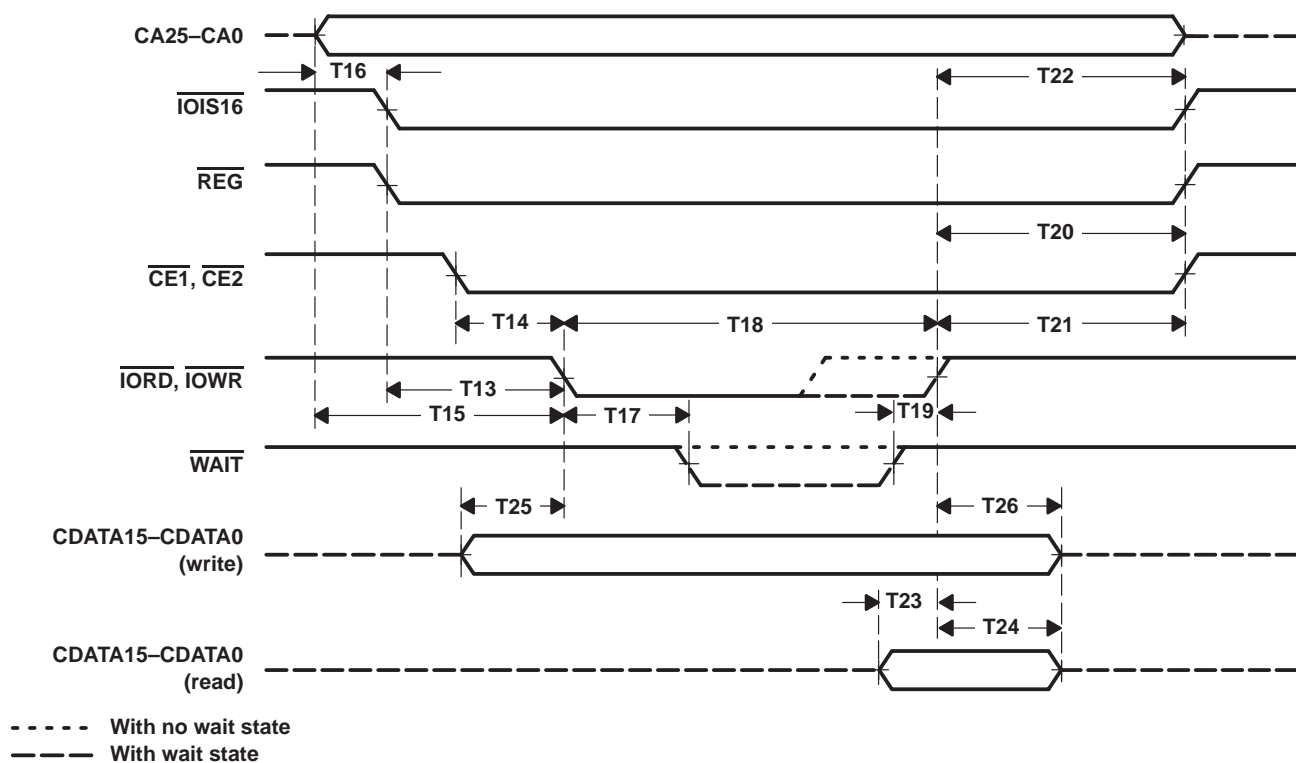 CA25–CA0
T16
T22
IOIS16
REG
T20
CE1, CE2
T14
T18
T21
IORD, IOWR
T13
T19
T15
T17
WAIT
T25
T26
CDATA15–CDATA0
(write)
T23
T24
CDATA15–CDATA0
(read)
With no wait state
With wait state